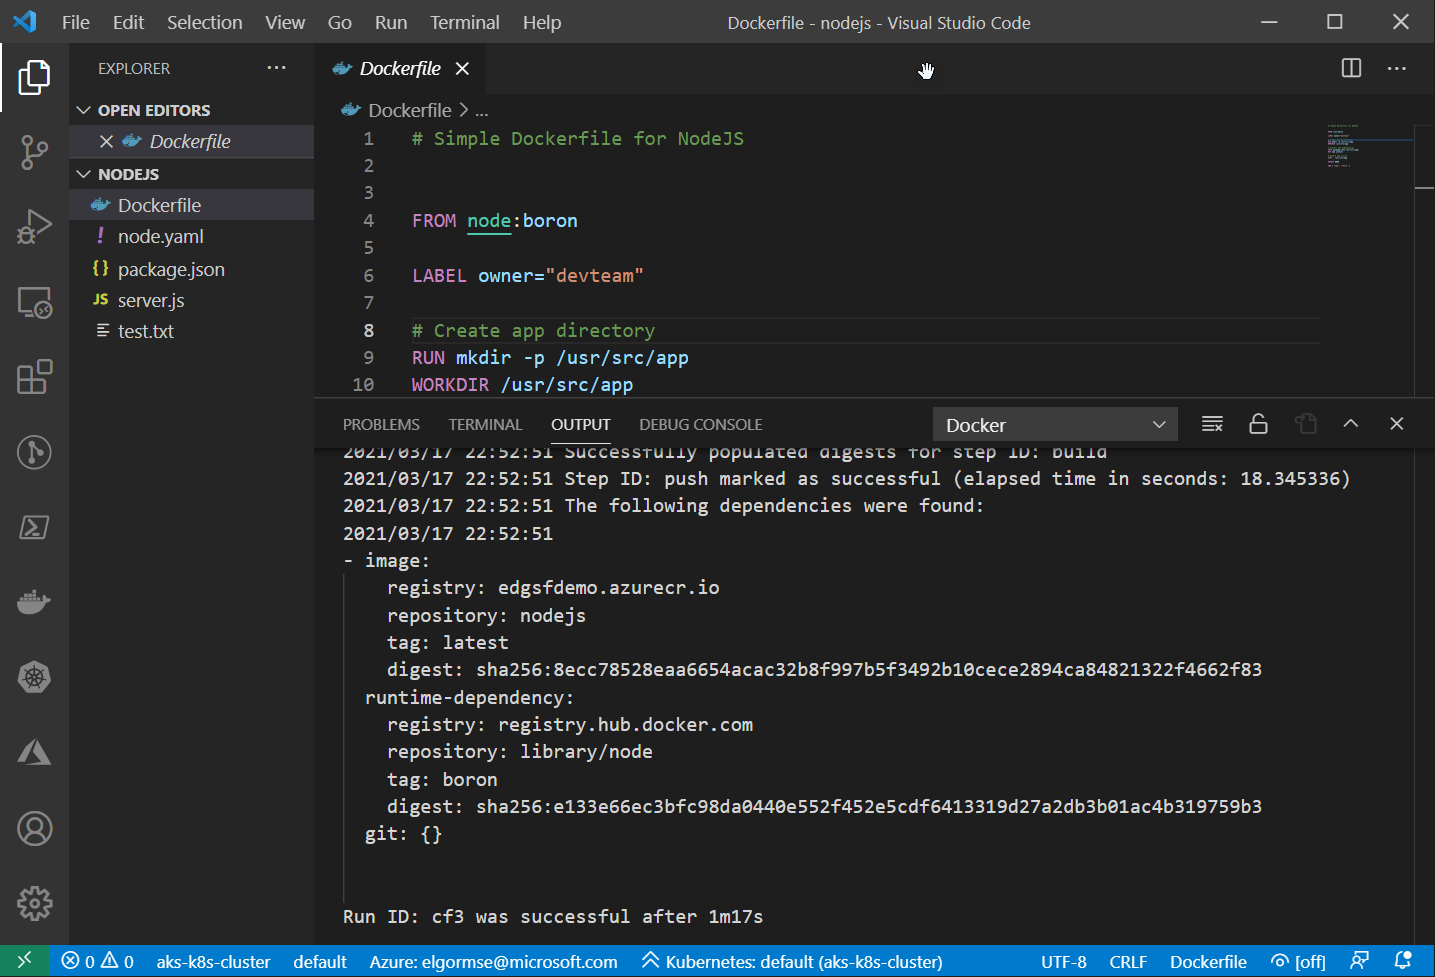 File Edit Selection View Go Run Terminal Help
Dockerfile - nodejs - Visual Studio Code
EXPLORER
OPEN EDITORS
Dockerfile
NODEJS
Dockerfile
! node.yaml
{} package.json
JS server.js
test.txt
Dockerfile
Dockerfile > ...
1 # Simple Dockerfile for NodeJS
2
3
4 FROM node:boron
5
6 LABEL owner="devteam"
7
8 # Create app directory
9 RUN mkdir -p /usr/src/app
10 WORKDIR /usr/src/app
PROBLEMS TERMINAL OUTPUT DEBUG CONSOLE Docker
2021/03/17 22:52:51 Successfully populated digests for step ID: build
2021/03/17 22:52:51 Step ID: push marked as successful (elapsed time in seconds: 18.345336)
2021/03/17 22:52:51 The following dependencies were found:
2021/03/17 22:52:51
- image:
registry: edgsfdemo.azurecr.io
repository: nodejs
tag: latest
digest: sha256:8ecc78528eaa6654acac32b8f997b5f3492b10cece2894ca84821322f4662f83
runtime-dependency:
registry: registry.hub.docker.com
repository: library/node
tag: boron
digest: sha256:e133e66ec3bfc98da0440e552f452e5cdf6413319d27a2db3b01ac4b319759b3
git: {}
Run ID: cf3 was successful after 1m17s
0 0 aks-k8s-cluster default Azure: elgormse@microsoft.com Kubernetes: default (aks-k8s-cluster) UTF-8 CRLF Dockerfile [off]